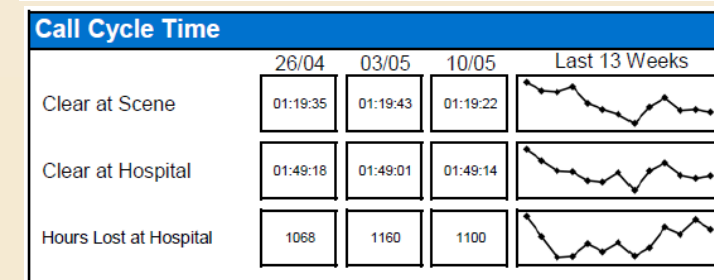 Call Cycle Time
26/04 03/05 10/05 Last 13 Weeks
Clear at Scene 01:19:35 01:19:43 01:19:22
Clear at Hospital 01:49:18 01:49:01 01:49:14
Hours Lost at Hospital 1068 1160 1100